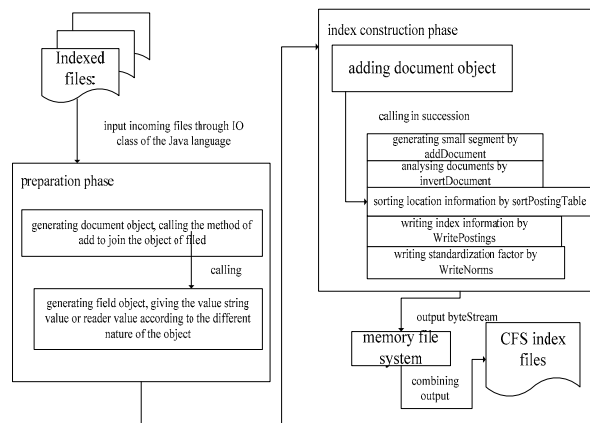 Indexed
files:
input incoming files through IO
class of the Java language
preparation phase
generating document object, calling the method of
add to join the object of filed
calling
generating field object, giving the value string
value or reader value according to the different
nature of the object
index construction phase
adding document object
calling in succession
generating small segment by
addDocument
analysing documents by
invertDocument
sorting location information by sortPostingTable
writing index information by
WritePostings
writing standardization factor by
WriteNorms
output byteStream
memory file
system
combining
output
CFS index
files